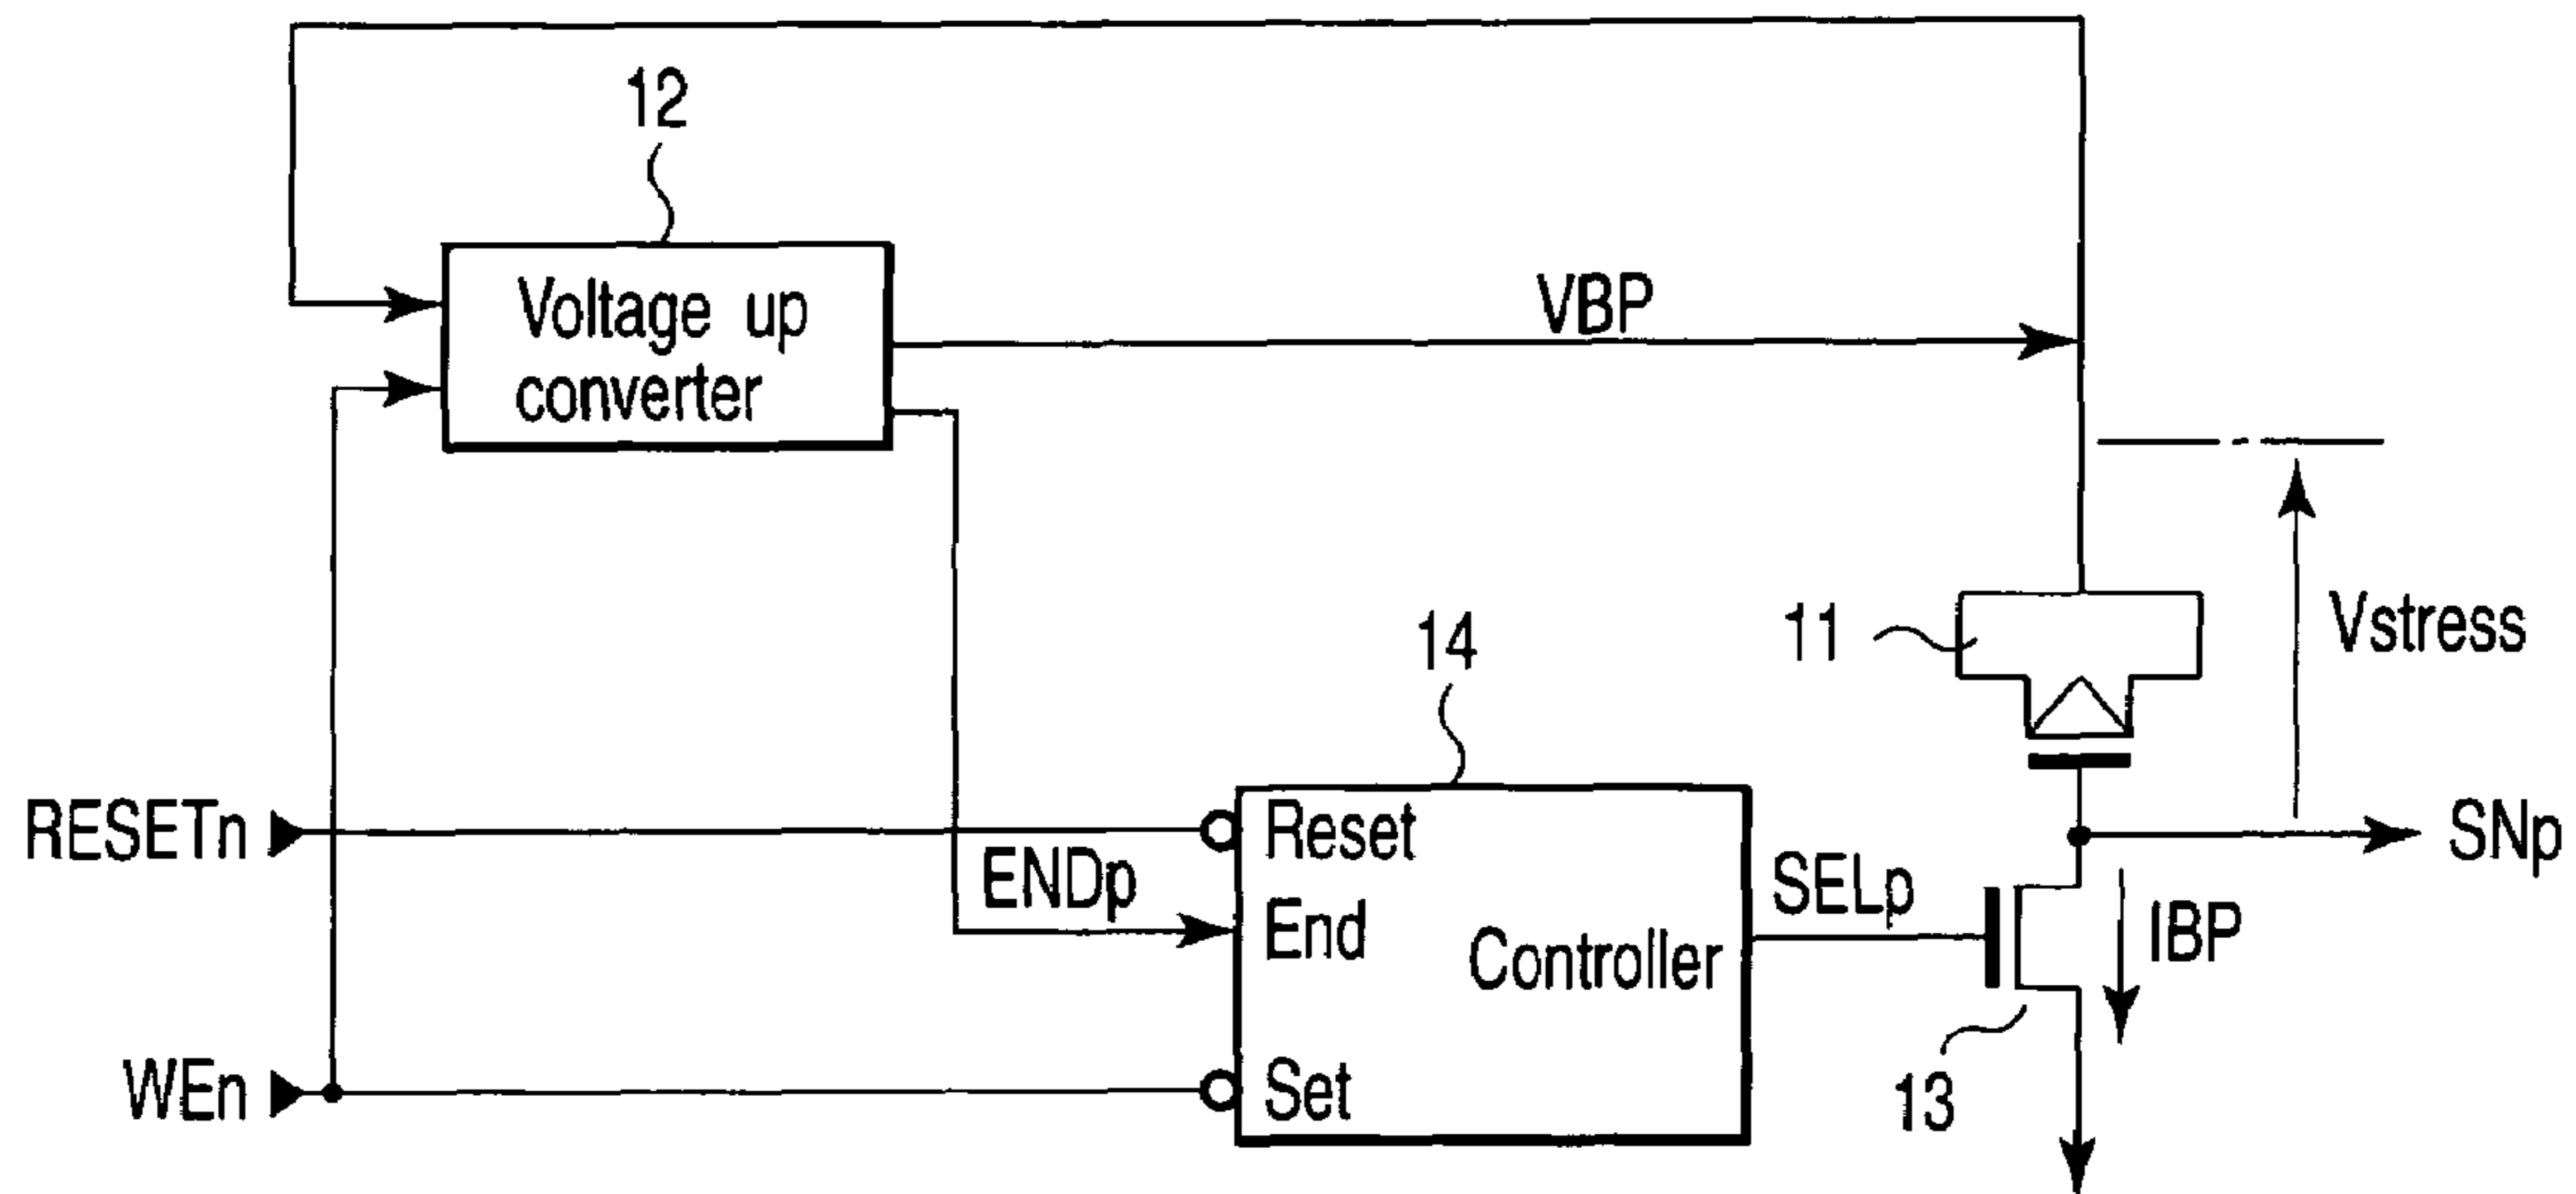 12
Voltage up
converter
VBP
11
Vstress
14
RESETn
Reset
SNp
ENDp
SELp
End
IBP
Controller
WEn
Set
13